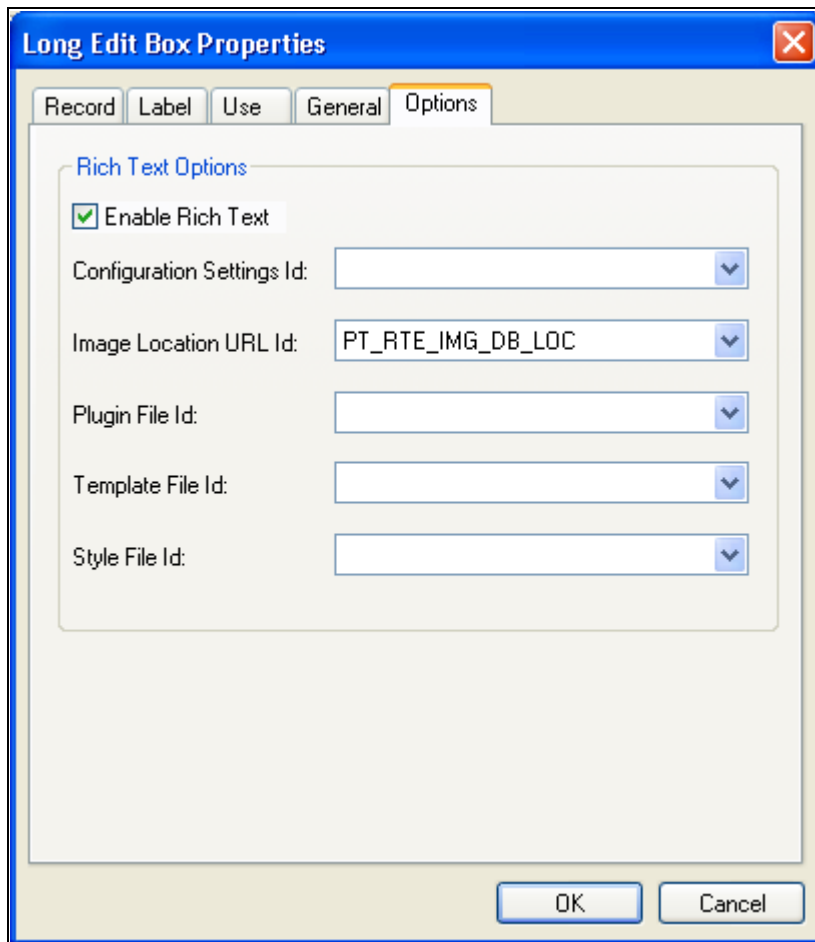 Long Edit Box Properties
Record Label Use General Options
Rich Text Options
Enable Rich Text
Configuration Settings Id:
Image Location URL Id: PT_RTE_IMG_DB_LOC
Plugin File Id:
Template File Id:
Style File Id:
OK Cancel